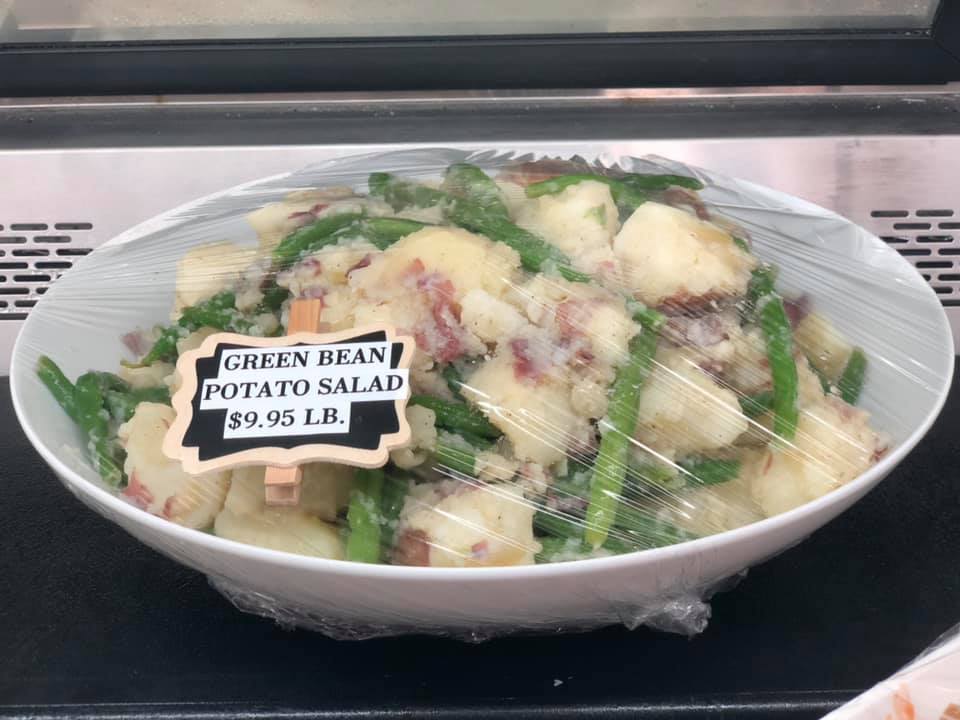 GREEN BEAN
POTATO SALAD
$9.95 LB.